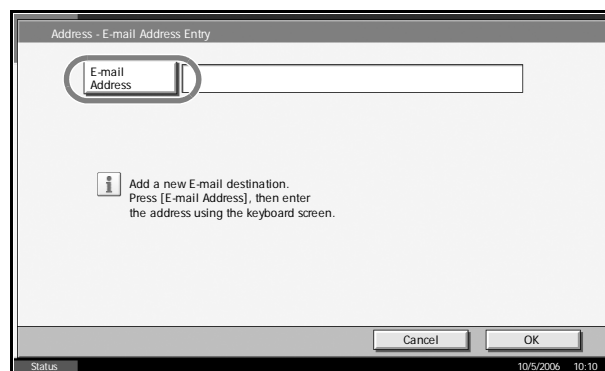 Address - E-mail Address Entry
E-mail
Address
Add a new E-mail destination.
Press [E-mail Address], then enter
the address using the keyboard screen.
Cancel
OK
Status
10/5/2006 10:10